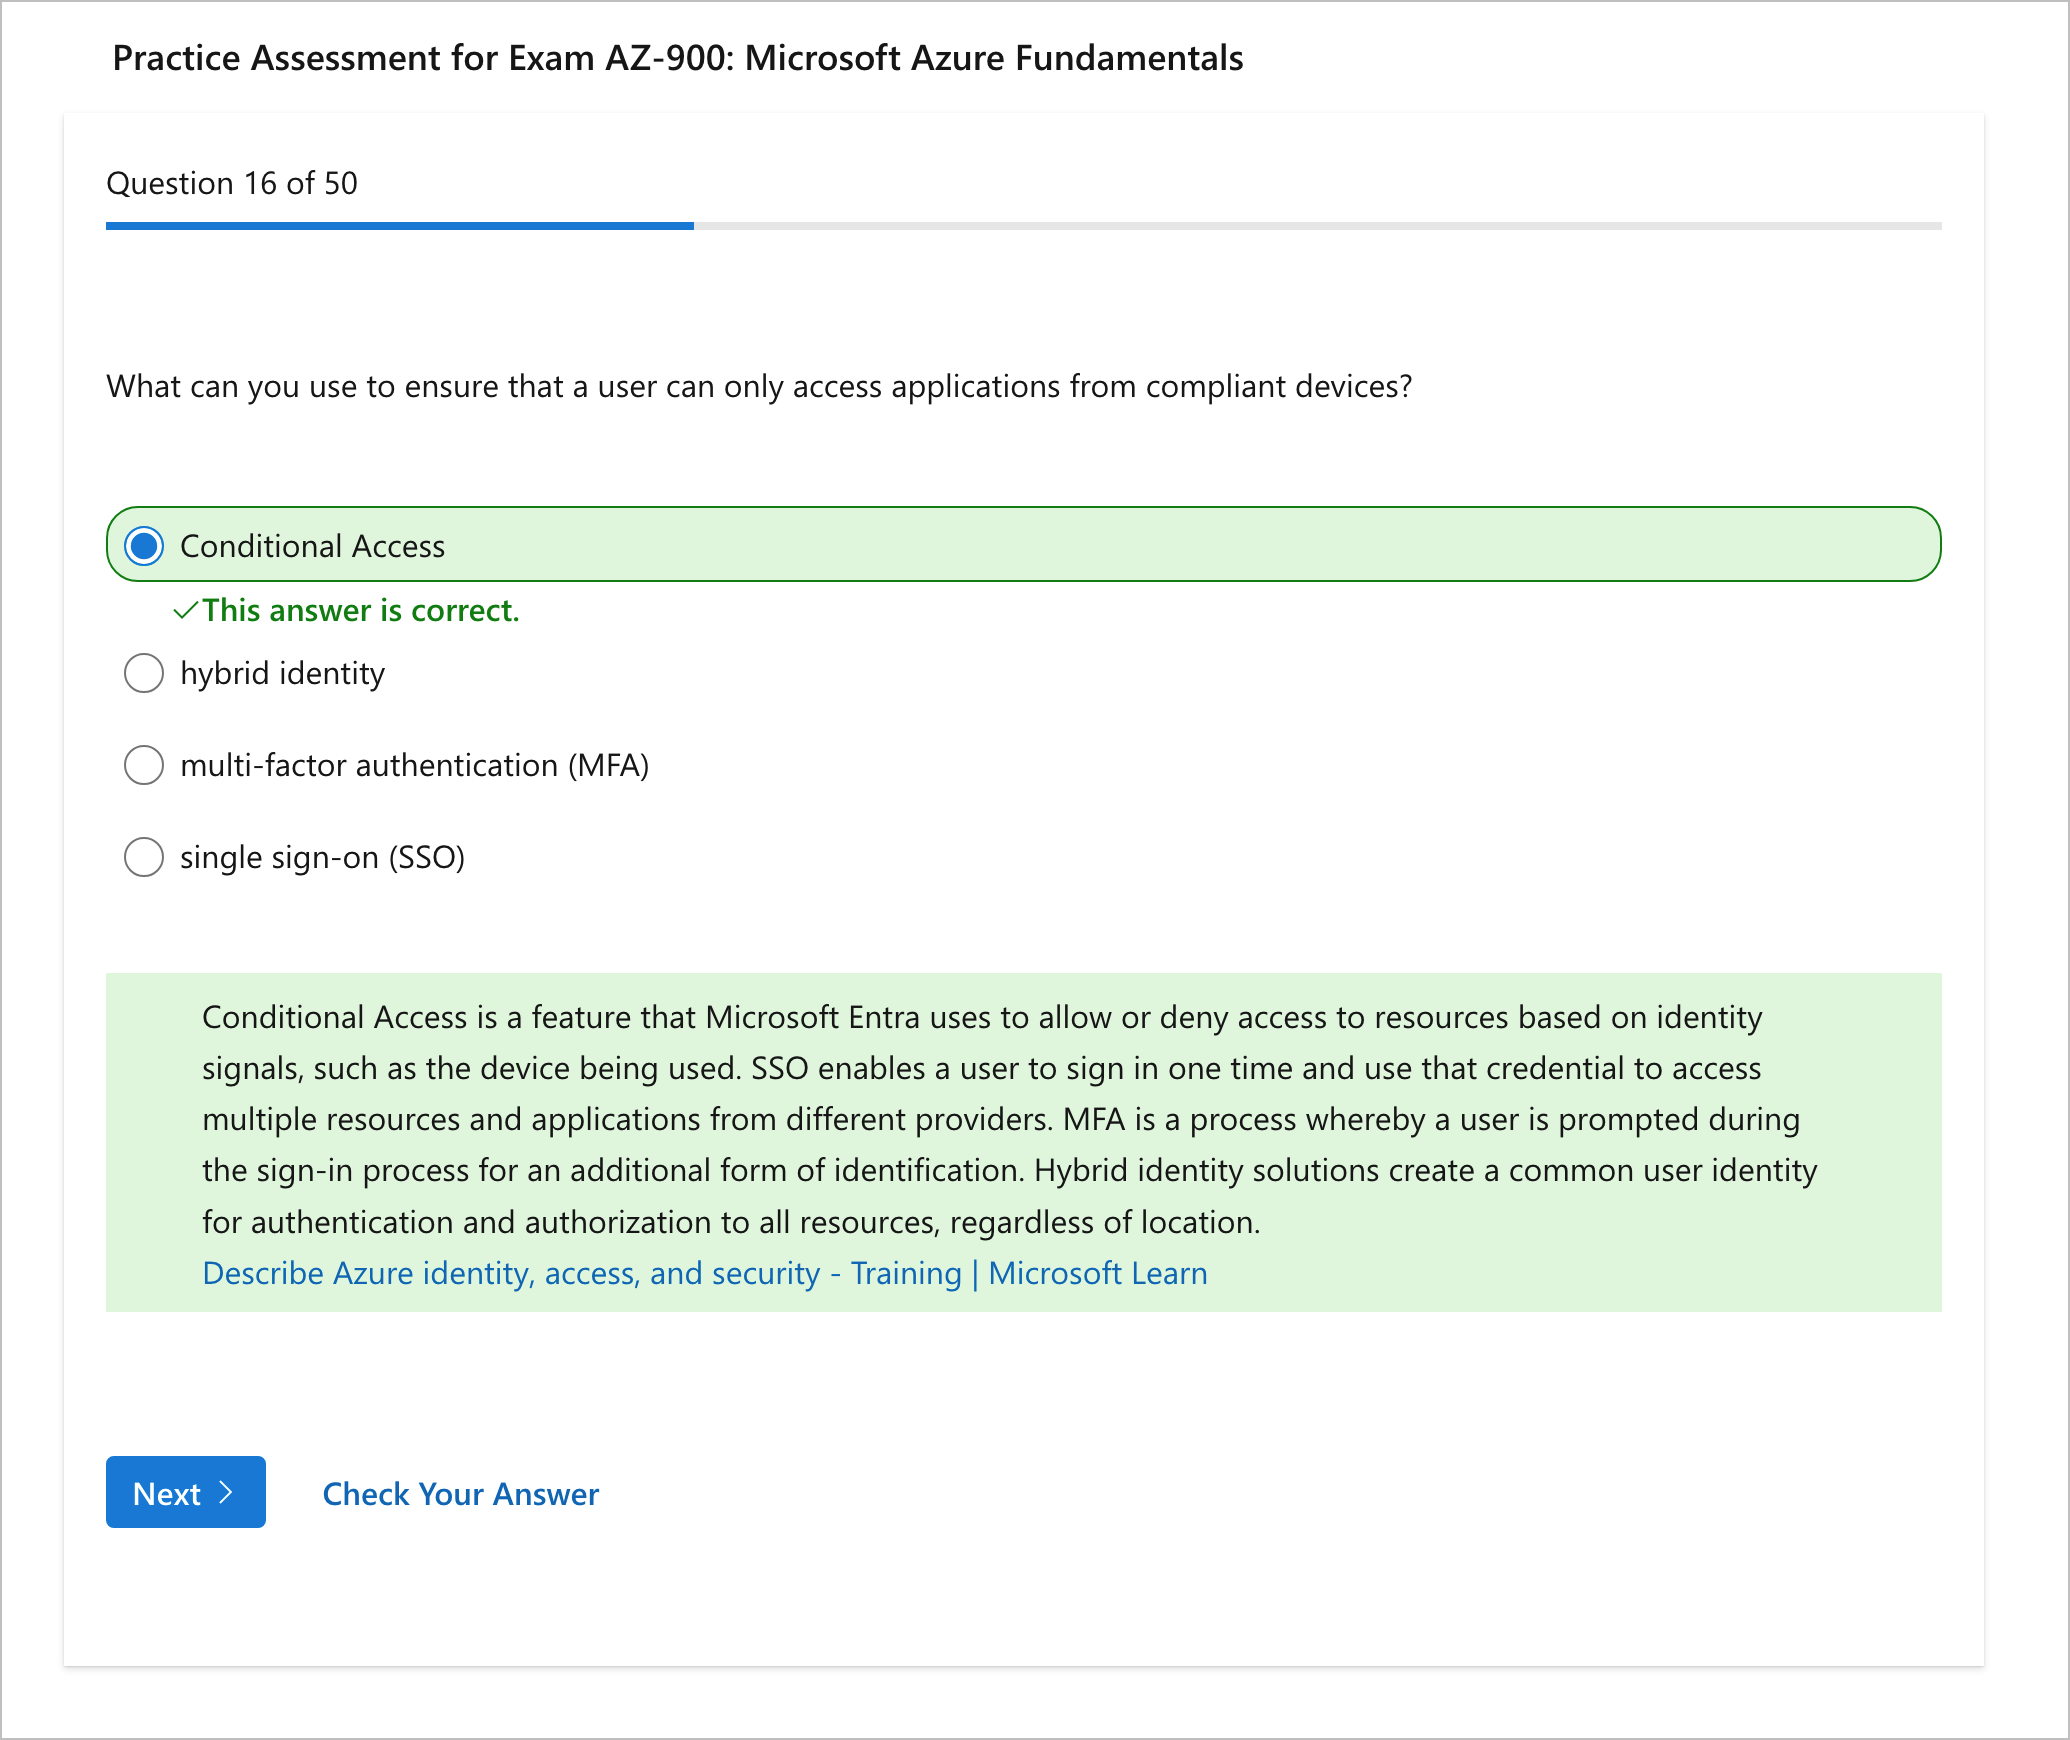 Practice Assessment for Exam AZ-900: Microsoft Azure Fundamentals
Question 16 of 50
What can you use to ensure that a user can only access applications from compliant devices?
Conditional Access
This answer is correct.
hybrid identity
multi-factor authentication (MFA)
single sign-on (SSO)
Conditional Access is a feature that Microsoft Entra uses to allow or deny access to resources based on identity
signals, such as the device being used. SSO enables a user to sign in one time and use that credential to access
multiple resources and applications from different providers. MFA is a process whereby a user is prompted during
the sign-in process for an additional form of identification. Hybrid identity solutions create a common user identity
for authentication and authorization to all resources, regardless of location.
Describe Azure identity, access, and security - Training | Microsoft Learn
Next
Check Your Answer